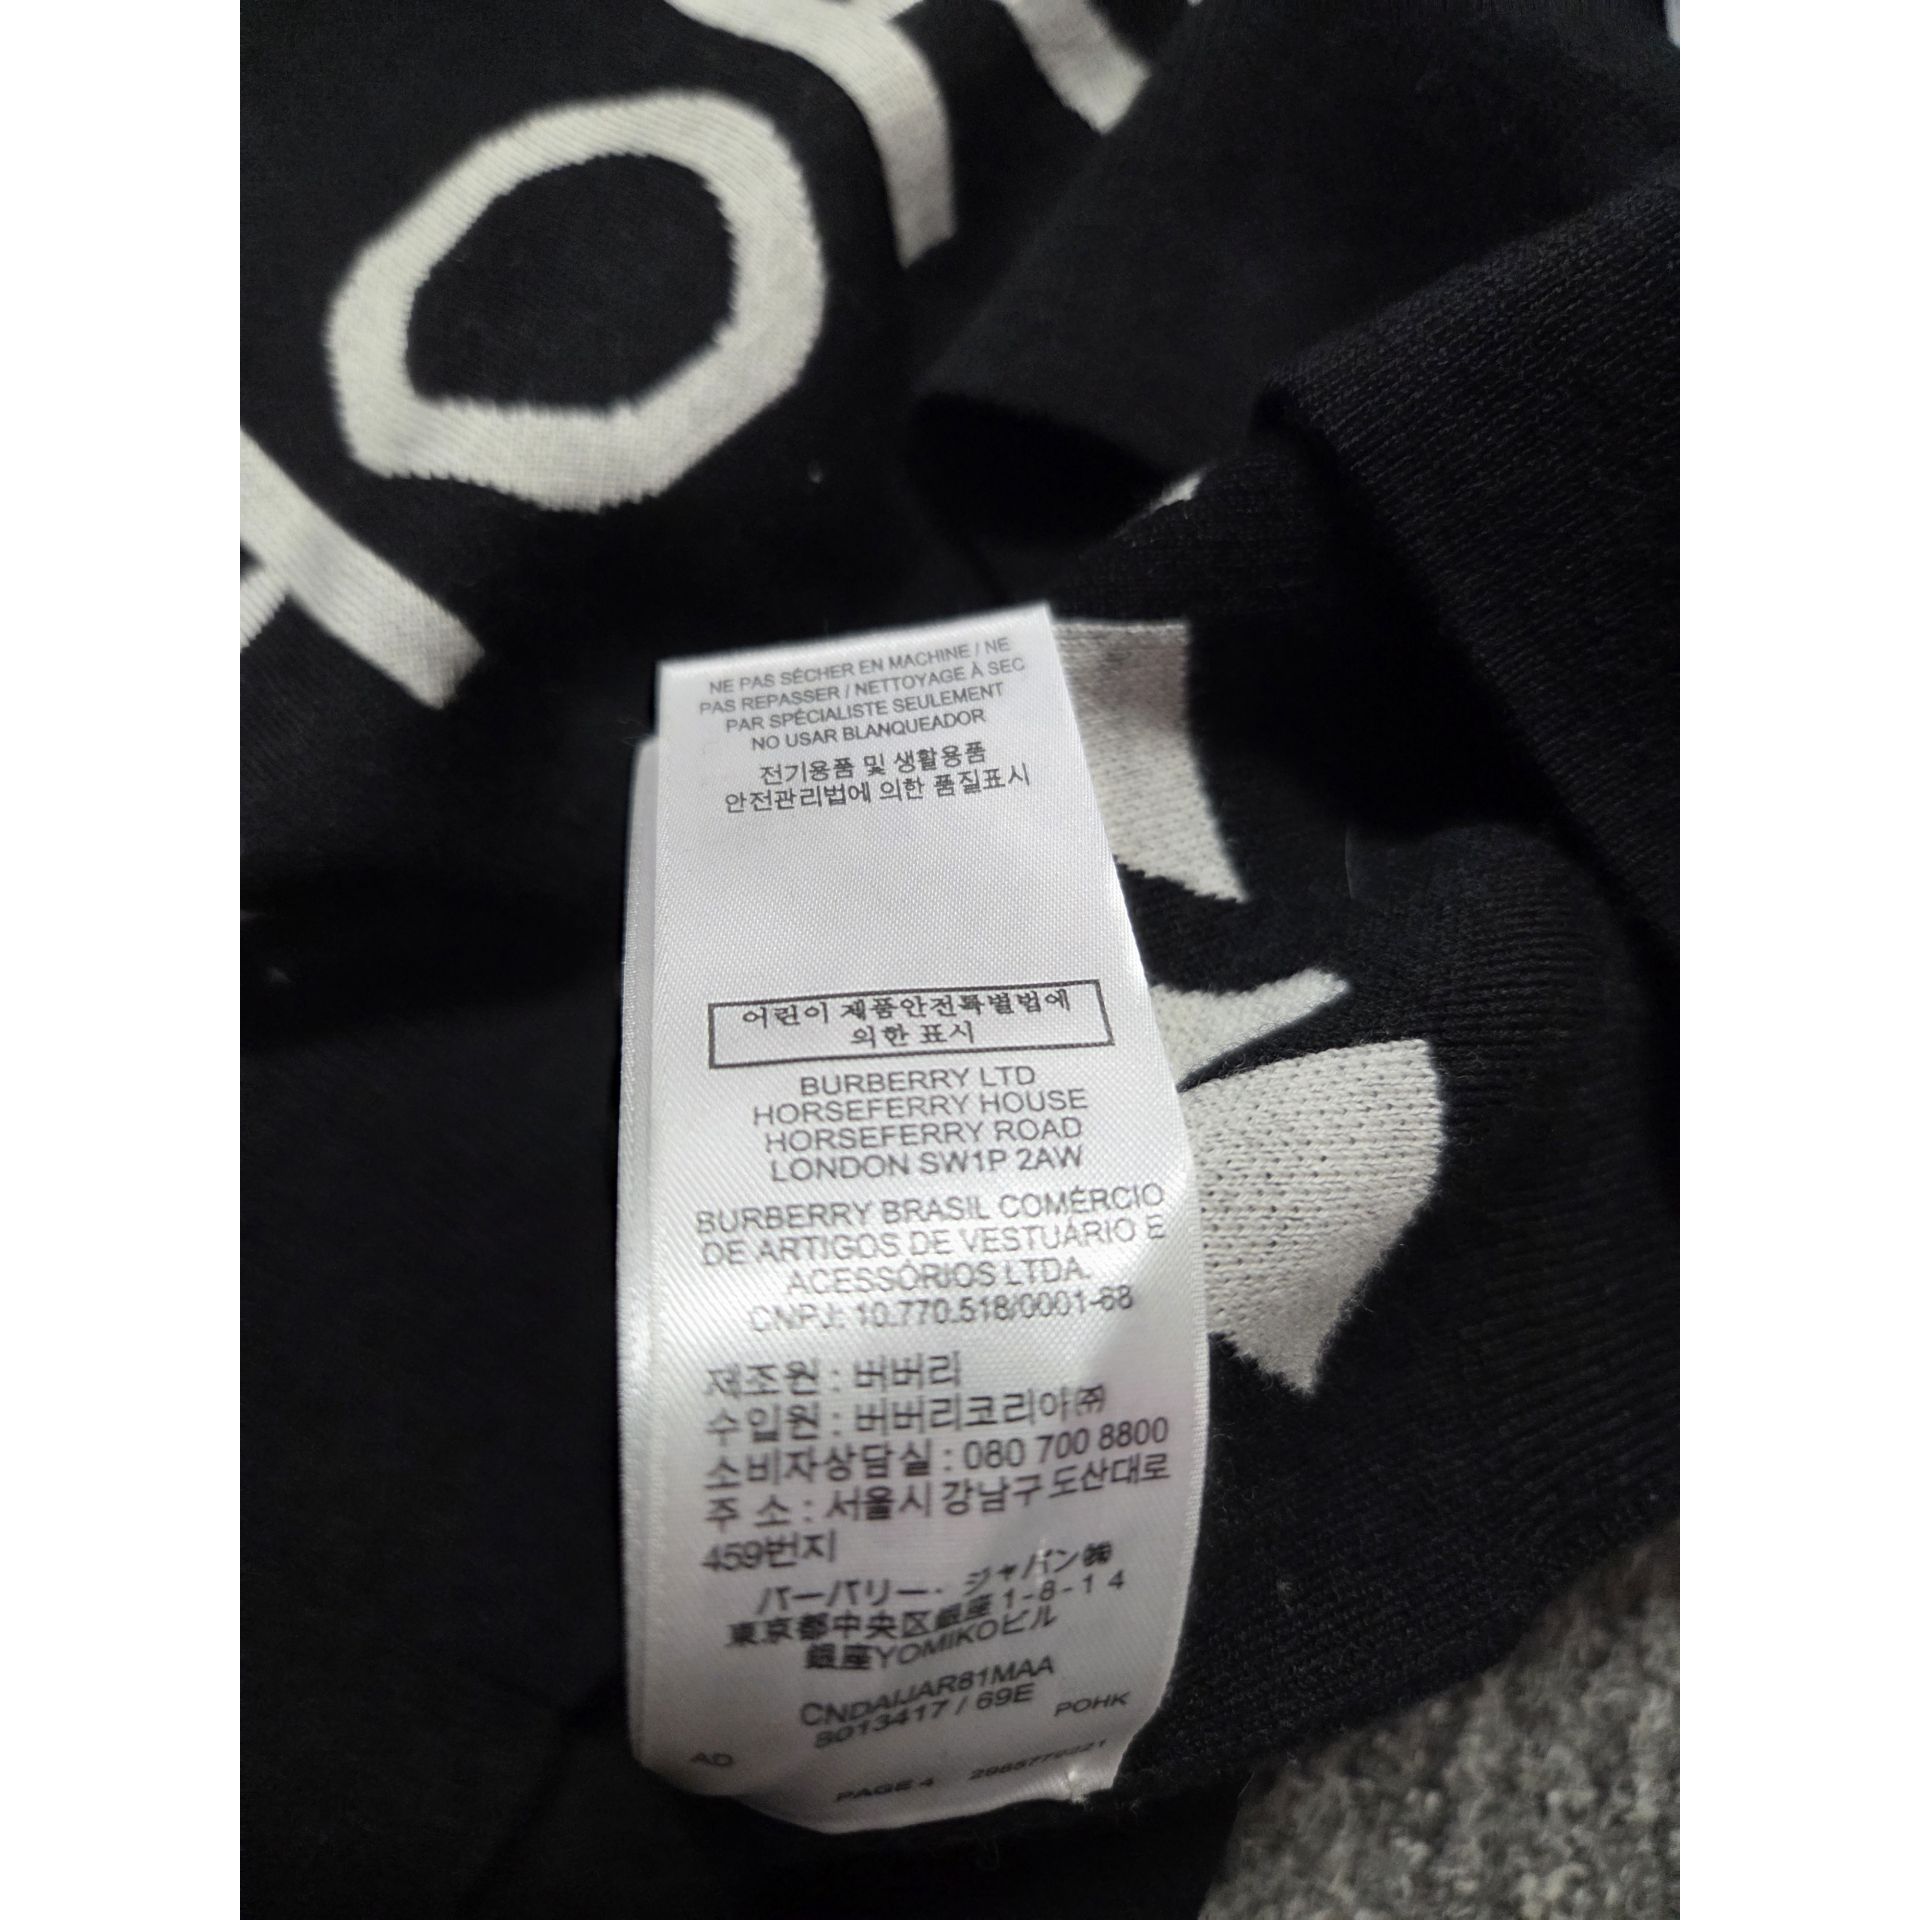 NE PAS SÉCHER EN MACHINE / NE
PAS REPASSER / NETTOYAGE À SEC
PAR SPÉCIALISTE SEULEMENT
NO USAR BLANQUEADOR
전기용품 및 생활용품
안전관리법에 의한 품질표시
어린이 제품안전특별법에
의한 표시
BURBERRY LTD
HORSEFERRY HOUSE
HORSEFERRY ROAD
LONDON SW1P 2AW
BURBERRY BRASIL COMÉRCIO
DE ARTIGOS DE VESTUÁRIO E
ACESSÓRIOS LTDA.
CNPJ: 10.770.518/0001-68
제조원 : 버버리
수입원 : 버버리코리아㈜
소비자상담실 : 080 700 8800
주 소 : 서울시 강남구 도산대로
459번지
バーバリー・ジャパン㈱
東京都中央区銀座1-8-14
銀座YOMIKOビル
CNDAIJAR81MAA
S013417 / 69E
POHK
AD
PAGE 4